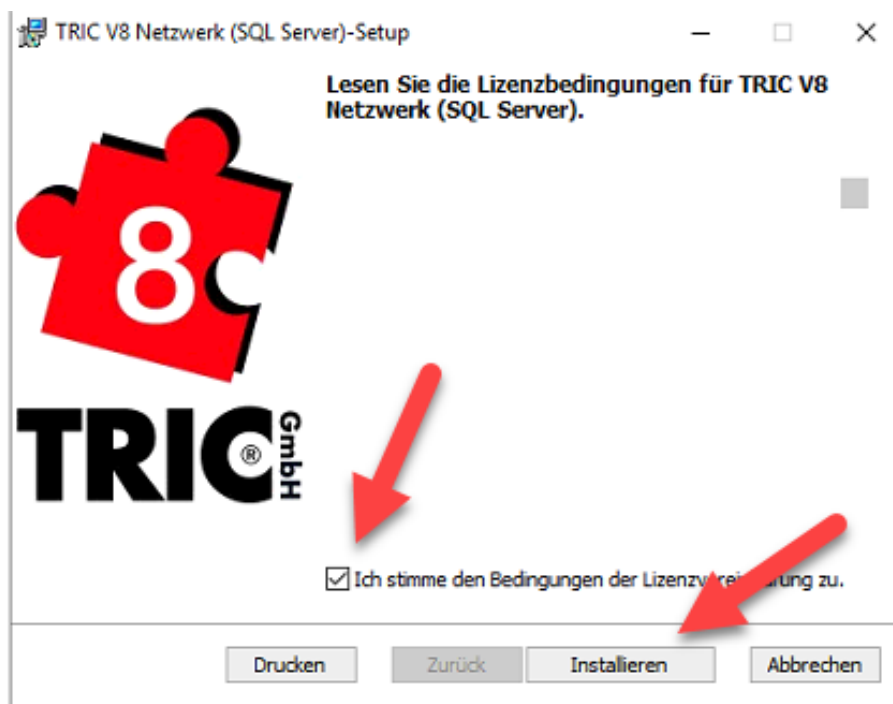 TRIC V8 Netzwerk (SQL Server)-Setup
Lesen Sie die Lizenzbedingungen für TRIC V8
Netzwerk (SQL Server).
8
TRIC® GmbH
Ich stimme den Bedingungen der zu.
Drucken Zurück Installieren Abbrechen